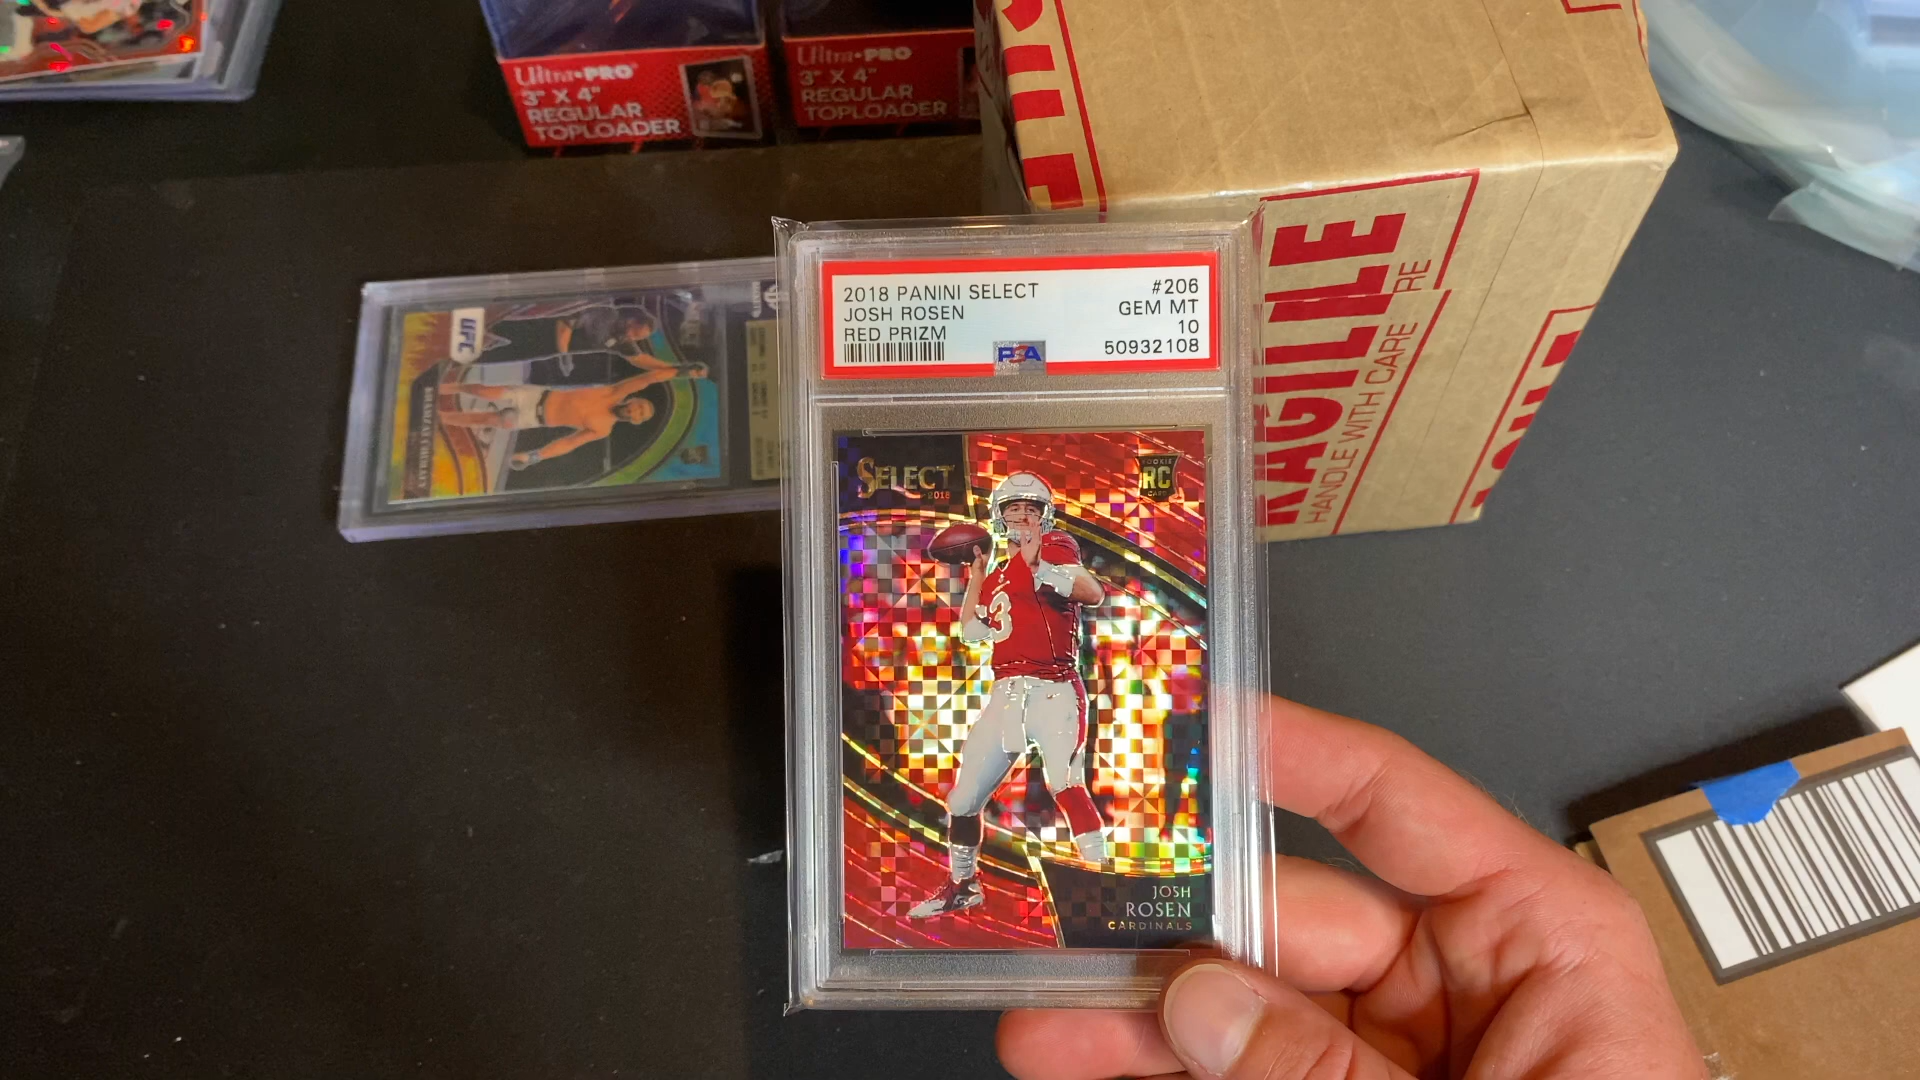 Ultra•PRO
3" X 4"
REGULAR
TOPLOADER
Ultra•PRO
3" X 4"
REGULAR
TOPLOADER
FRAGILE
HANDLE WITH CARE
2018 PANINI SELECT #206
JOSH ROSEN GEM MT
RED PRIZM 10
50932108
PSA
UFC
SELECT
2018
ROOKIE
RC
CARD
3
JOSH
ROSEN
CARDINALS